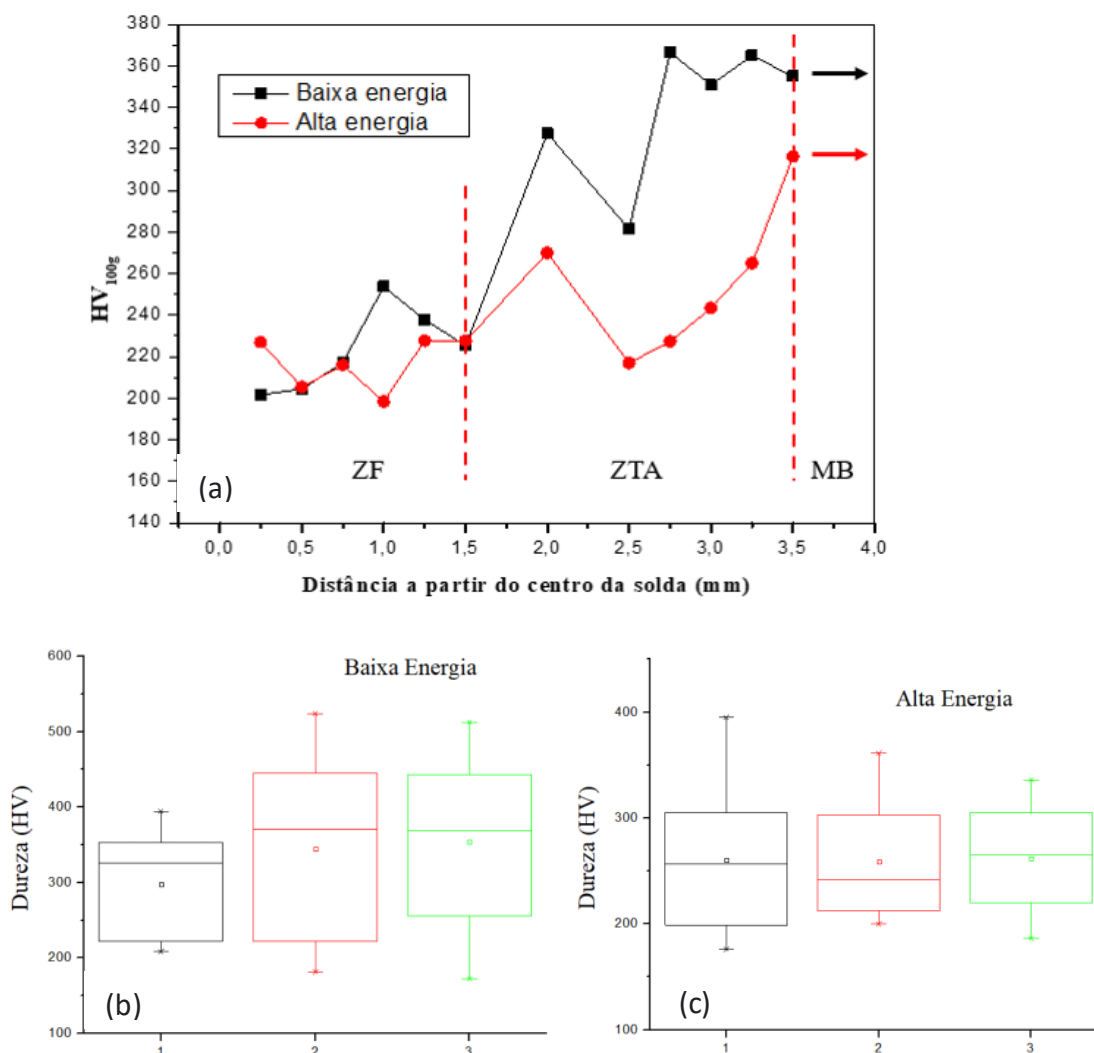 380
360
340
320
300
280
260
240
220
200
180
160
140
HV100g
Baixa energia
Alta energia
ZF
ZTA
MB
(a)
0,0 0,5 1,0 1,5 2,0 2,5 3,0 3,5 4,0
Distância a partir do centro da solda (mm)
600
500
400
300
200
100
Dureza (HV)
Baixa Energia
(b)
1 2 3
400
300
200
100
Dureza (HV)
Alta Energia
(c)
1 2 3